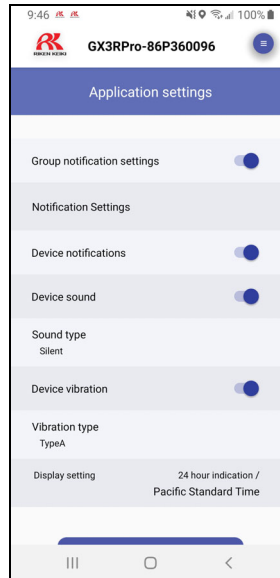 9:46
100%
RIKEN KEIKI
GX3RPro-86P360096
Application settings
Group notification settings
Notification Settings
Device notifications
Device sound
Sound type
Silent
Device vibration
Vibration type
TypeA
Display setting
24 hour indication /
Pacific Standard Time